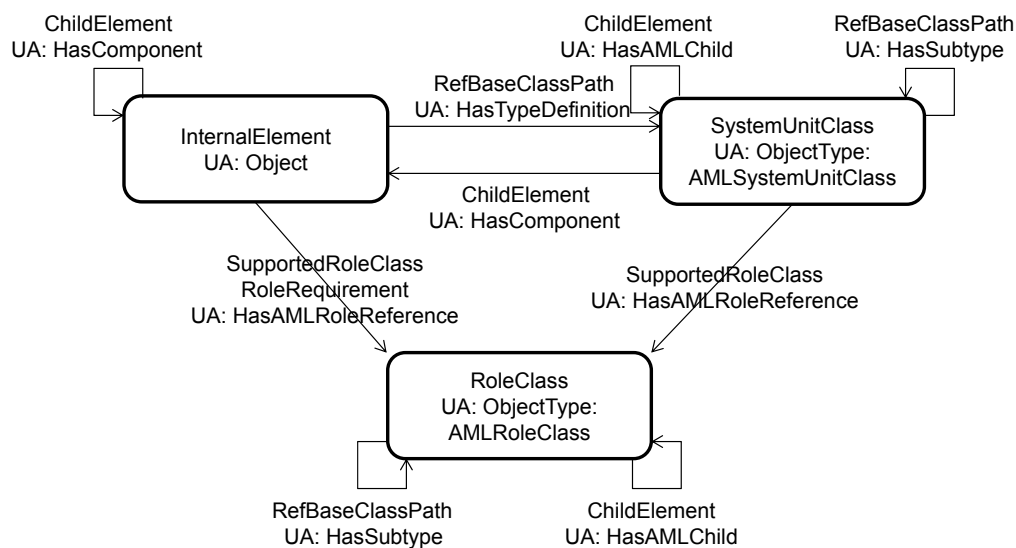 ChildElement
UA: HasComponent
ChildElement
UA: HasAMLChild
RefBaseClassPath
UA: HasSubtype
RefBaseClassPath
UA: HasTypeDefinition
InternalElement
UA: Object
SystemUnitClass
UA: ObjectType:
AMLSystemUnitClass
ChildElement
UA: HasComponent
SupportedRoleClass
RoleRequirement
UA: HasAMLRoleReference
SupportedRoleClass
UA: HasAMLRoleReference
RoleClass
UA: ObjectType:
AMLRoleClass
RefBaseClassPath
UA: HasSubtype
ChildElement
UA: HasAMLChild